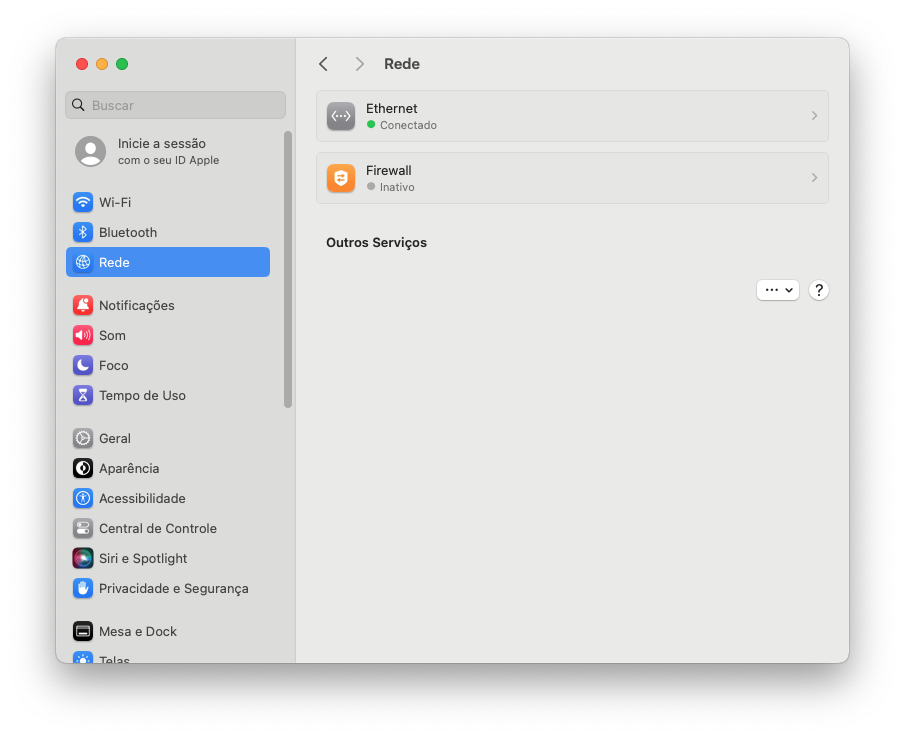 Buscar
Inicie a sessão
com o seu ID Apple
Wi-Fi
Bluetooth
Rede
Notificações
Som
Foco
Tempo de Uso
Geral
Aparência
Acessibilidade
Central de Controle
Siri e Spotlight
Privacidade e Segurança
Mesa e Dock
Telas
Rede
Ethernet
Conectado
Firewall
Inativo
Outros Serviços
?